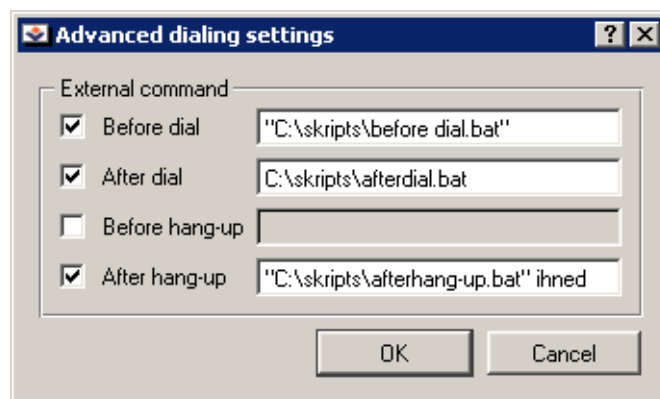 Advanced dialing settings
External command
Before dial "C:\skripts\before dial.bat"
After dial C:\skripts\afterdial.bat
Before hang-up
After hang-up "C:\skripts\afterhang-up.bat" ihned
OK Cancel